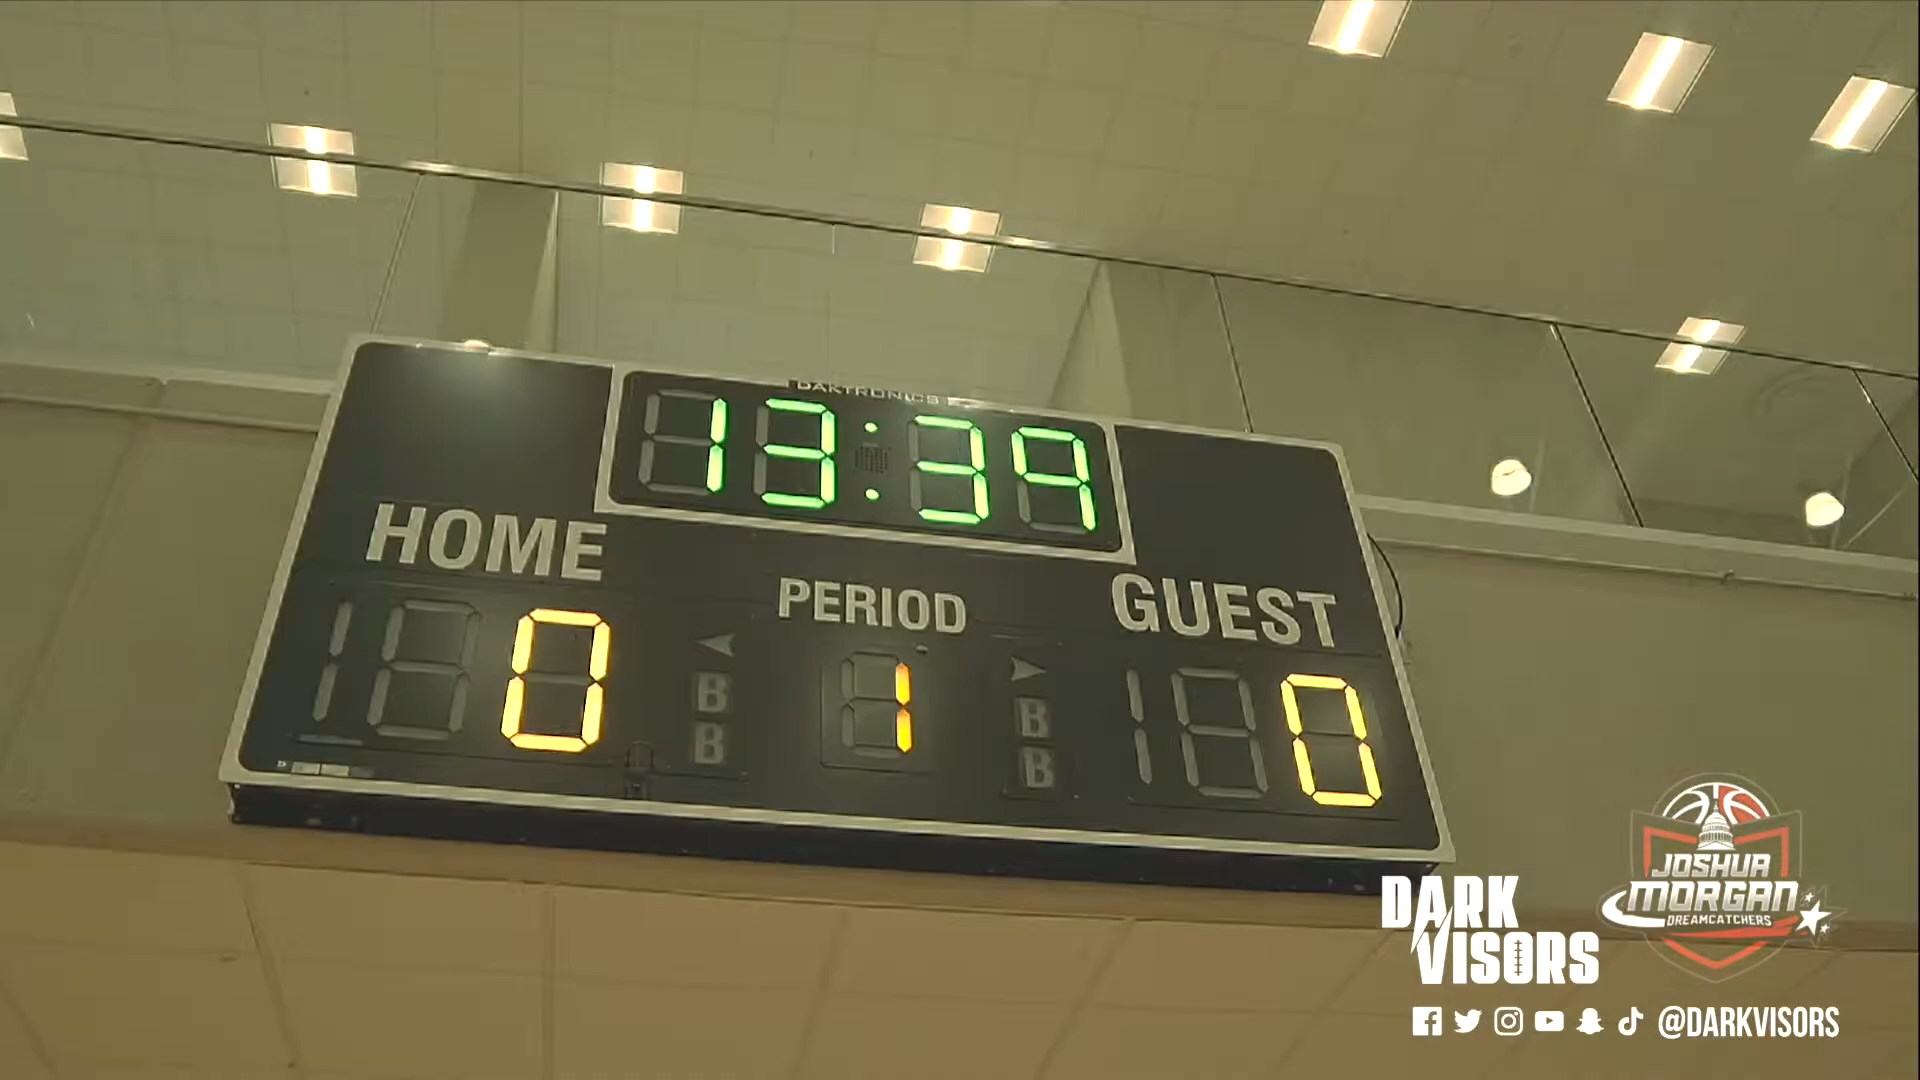 DAKTRONICS
13:39
HOME
PERIOD
GUEST
0
1
0
B
B
B
B
JOSHUA
MORGAN
DREAMCATCHERS
DARK
VISORS
@DARKVISORS